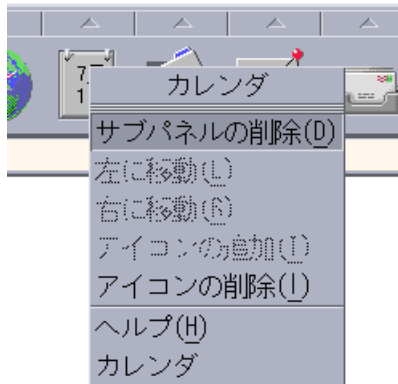 7
1
カレンダ
サブパネルの削除(D)
左に移動(L)
右に移動(R)
アイコンの追加(T)
アイコンの削除(I)
ヘルプ(H)
カレンダ